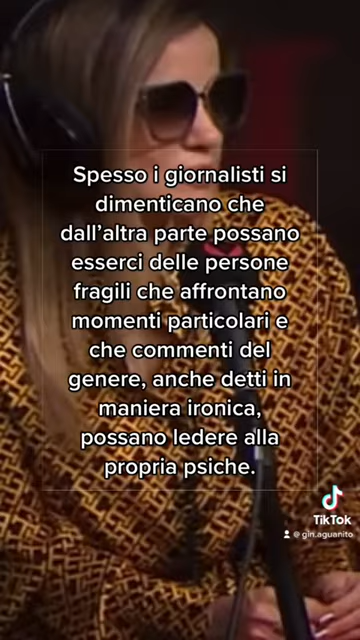 Spesso i giornalisti si
dimenticano che
dall'altra parte possano
esserci delle persone
fragili che affrontano
momenti particolari e
che commenti del
genere, anche detti in
maniera ironica,
possano ledere alla
propria psiche.
TikTok
@ gin.aguanito